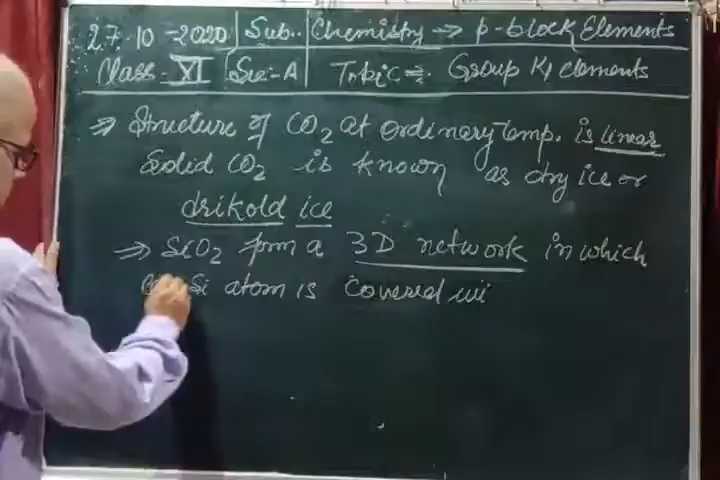 27-10-2020 Sub.. Chemistry → p-block Elements
Class-XI Sec-A Topic = Group 14 elements
⇒ Structure of CO2 at ordinary temp. is linear
Solid CO2 is known as dry ice or
drikold ice
⇒ SiO2 form a 3D network in which
Si atom is covered wi